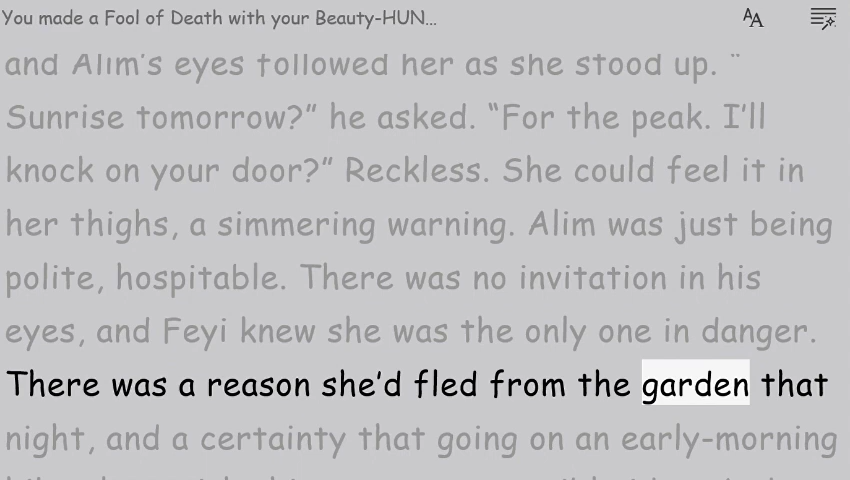 You made a Fool of Death with your Beauty-HUN...
and Alim's eyes followed her as she stood up. "
Sunrise tomorrow?” he asked. “For the peak. I’ll
knock on your door?” Reckless. She could feel it in
her thighs, a simmering warning. Alim was just being
polite, hospitable. There was no invitation in his
eyes, and Feyi knew she was the only one in danger.
There was a reason she’d fled from the garden that
night, and a certainty that going on an early-morning